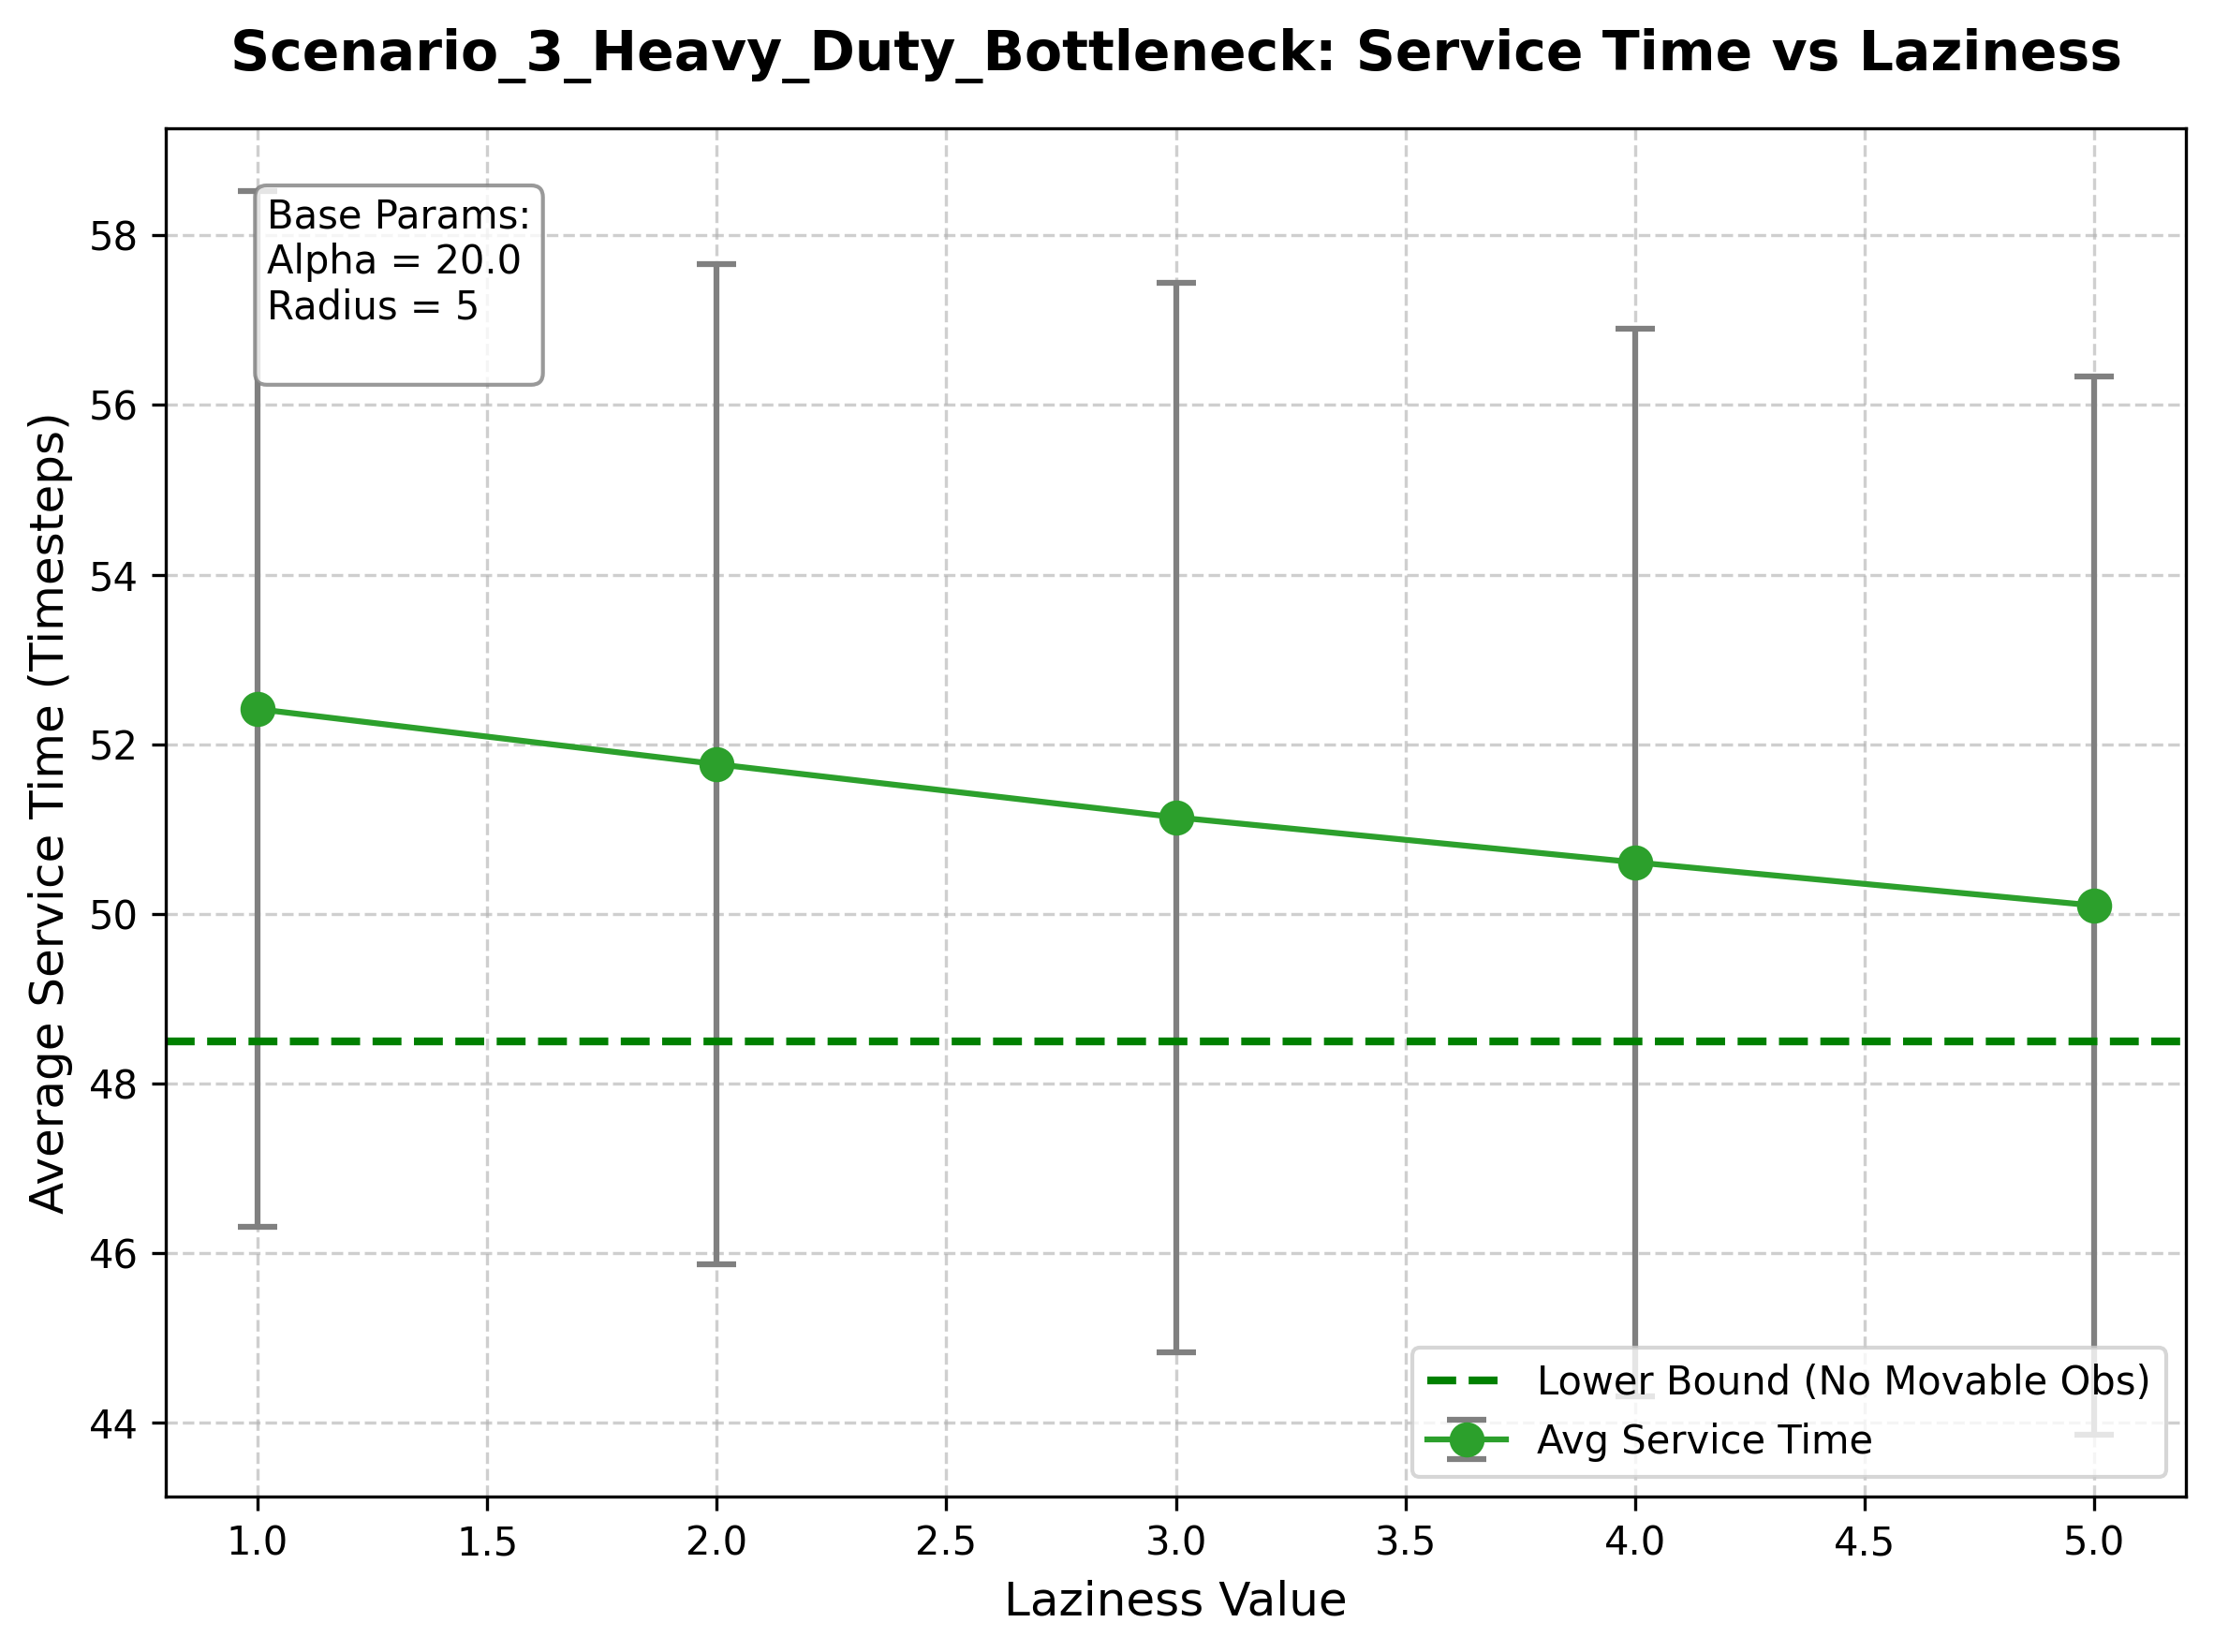 Scenario_3_Heavy_Duty_Bottleneck: Service Time vs Laziness
Average Service Time (Timesteps)
58
56
54
52
50
48
46
44
Base Params:
Alpha = 20.0
Radius = 5
Lower Bound (No Movable Obs)
Avg Service Time
1.0
1.5
2.0
2.5
3.0
3.5
4.0
4.5
5.0
Laziness Value